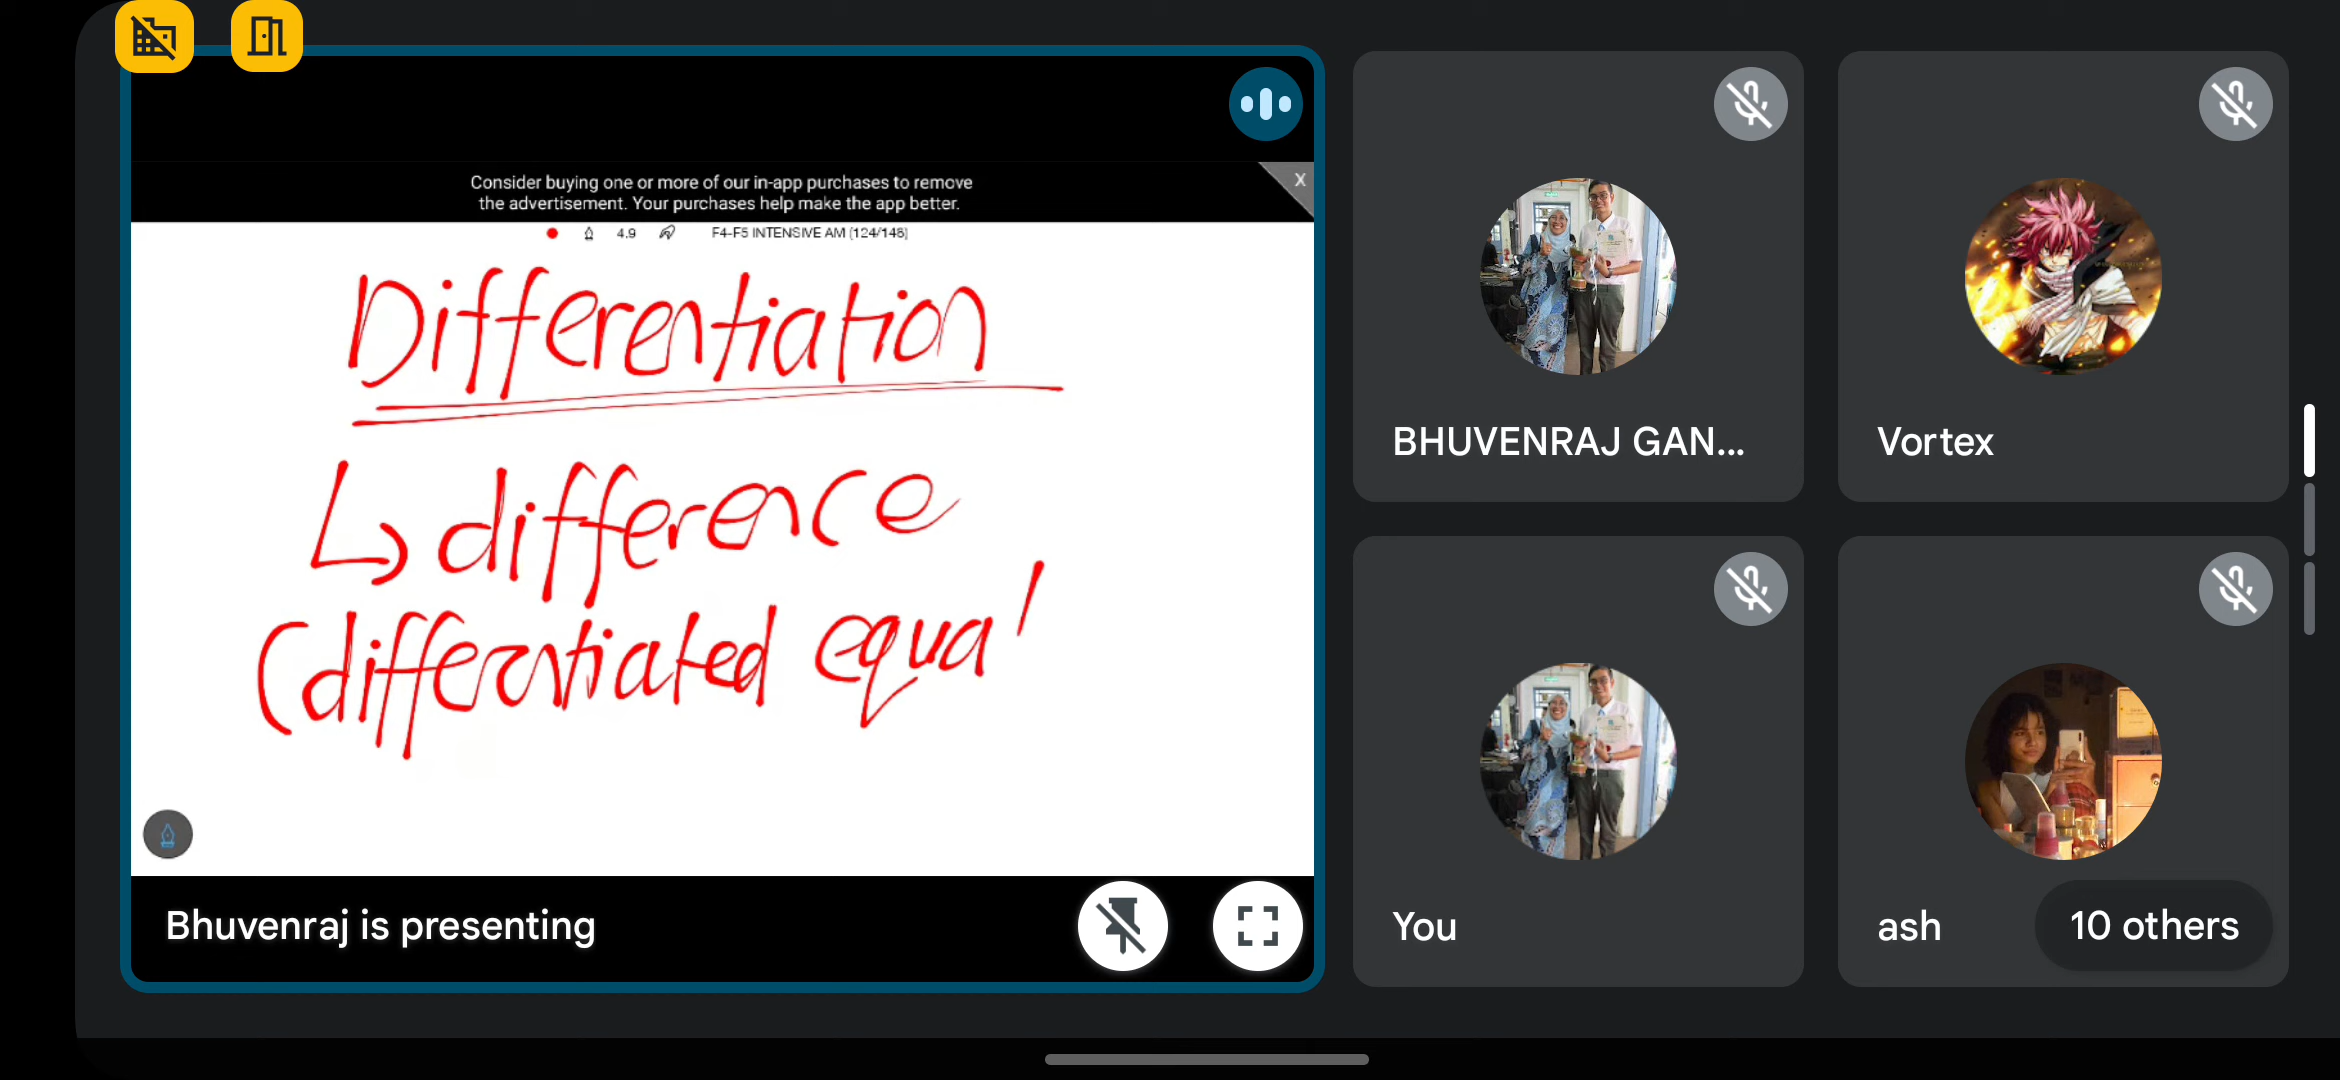 Consider buying one or more of our in-app purchases to remove
the advertisement. Your purchases help make the app better.
X
4.9 F4-F5 INTENSIVE AM (124/148)
Differentiation
↳ difference
(differentiated equal
Bhuvenraj is presenting
BHUVENRAJ GAN...
Vortex
You
ash
10 others